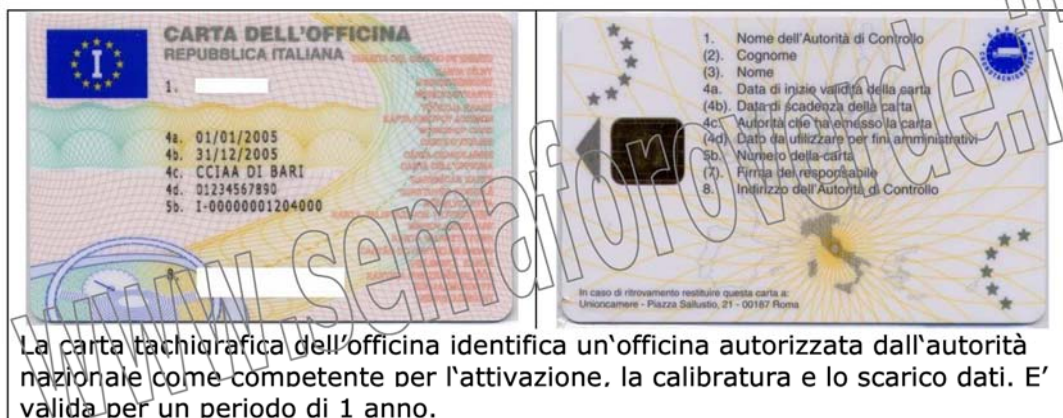 CARTA DELL'OFFICINA
REPUBBLICA ITALIANA
I
1.
4a. 01/01/2005
4b. 31/12/2005
4c. CCIAA DI BARI
4d. 01234567890
5b. I-00000001204000
8.
1. Nome dell'Autorità di Controllo
(2). Cognome
(3). Nome
4a. Data di inizio validità della carta
(4b). Data di scadenza della carta
4c. Autorità che ha emesso la carta
(4d). Dato da utilizzare per fini amministrativi
5b. Numero della carta
(7). Firma del responsabile
8. Indirizzo dell'Autorità di Controllo
In caso di ritrovamento restituire questa carta a:
Unioncamere - Piazza Sallustio, 21 - 00187 Roma
www.semaforoverde.it
La carta tachigrafica dell'officina identifica un'officina autorizzata dall'autorità
nazionale come competente per l'attivazione, la calibratura e lo scarico dati. E'
valida per un periodo di 1 anno.